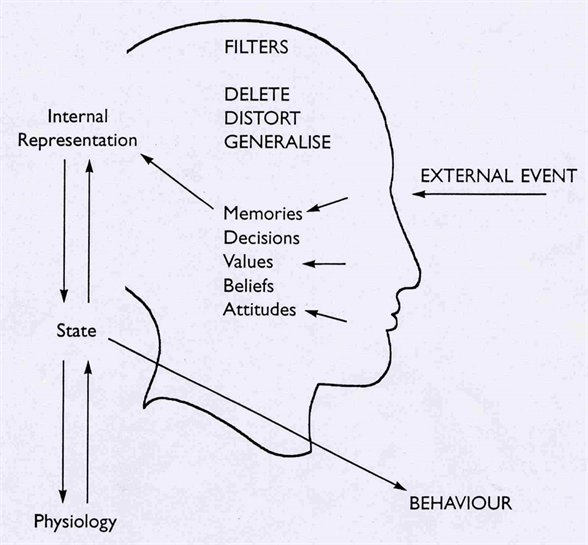 FILTERS
DELETE
DISTORT
GENERALISE
Internal
Representation
EXTERNAL EVENT
Memories
Decisions
Values
Beliefs
Attitudes
State
BEHAVIOUR
Physiology